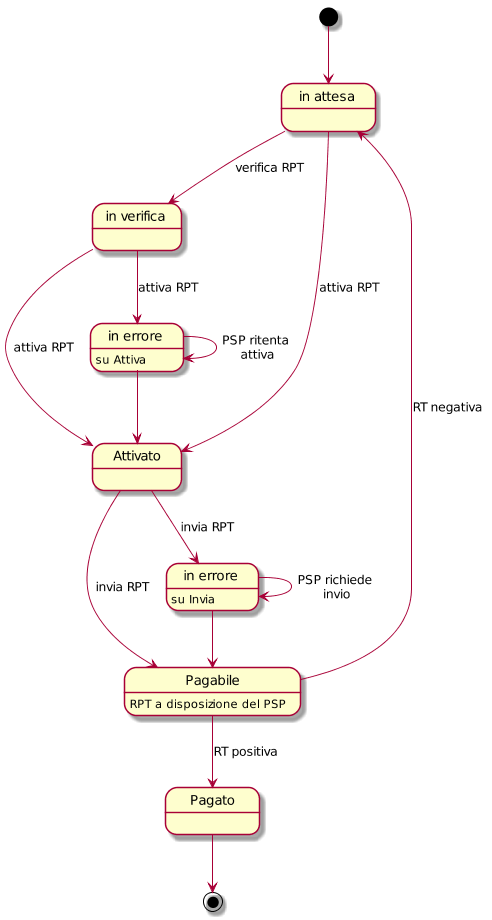 in attesa
verifica RPT
in verifica
attiva RPT
attiva RPT
attiva RPT
in errore
su Attiva
PSP ritenta
attiva
RT negativa
Attivato
invia RPT
invia RPT
in errore
su Invia
PSP richiede
invio
Pagabile
RPT a disposizione del PSP
RT positiva
Pagato